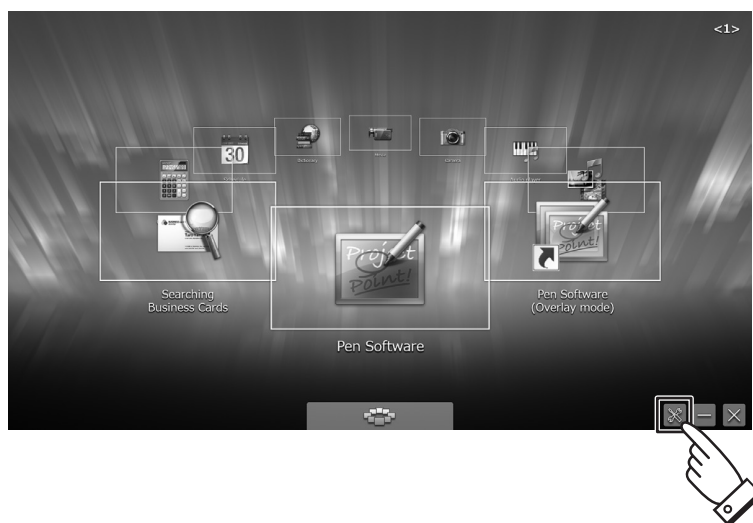 <1>
30
Project
Point!
Project
Point!
Searching
Business Cards
Pen Software
(Overlay mode)
Pen Software